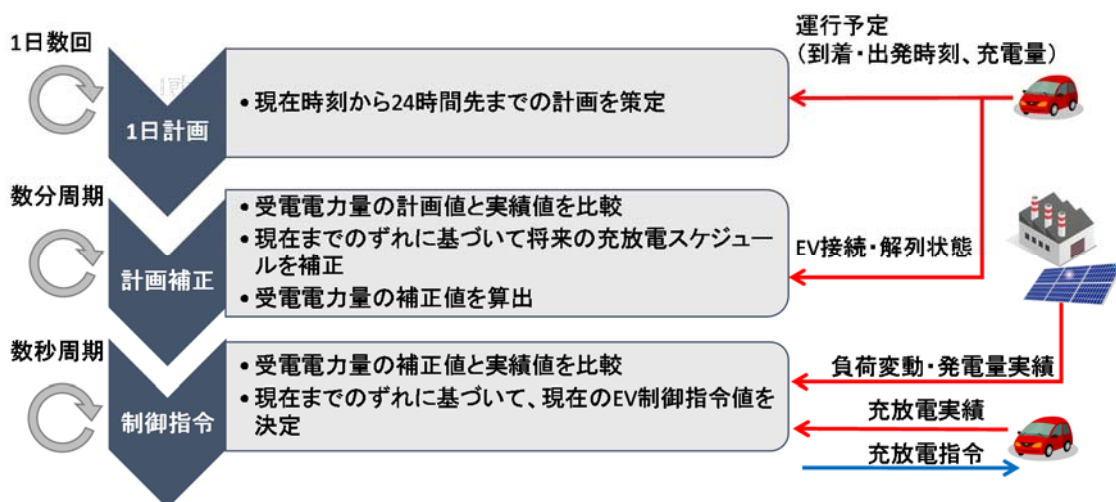 1日数回
1日計画
・現在時刻から24時間先までの計画を策定
運行予定
(到着・出発時刻、充電量)
数分周期
計画補正
・受電電力量の計画値と実績値を比較
・現在までのずれに基づいて将来の充放電スケジュー
ルを補正
・受電電力量の補正値を算出
EV接続・解列状態
数秒周期
制御指令
・受電電力量の補正値と実績値を比較
・現在までのずれに基づいて、現在のEV制御指令値を
決定
負荷変動・発電量実績
充放電実績
充放電指令